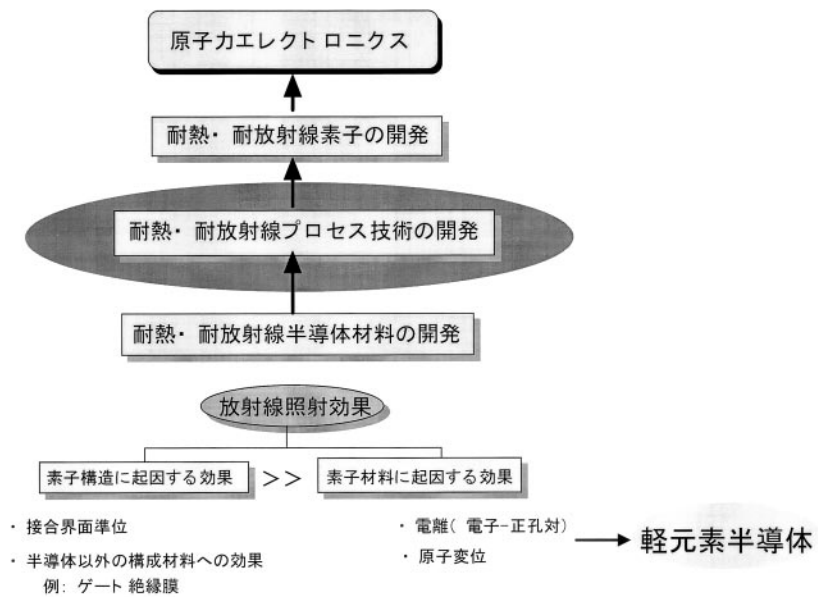 原子力エレクトロニクス
耐熱・耐放射線素子の開発
耐熱・耐放射線プロセス技術の開発
耐熱・耐放射線半導体材料の開発
放射線照射効果
素子構造に起因する効果 >> 素子材料に起因する効果
・接合界面準位
・半導体以外の構成材料への効果
例: ゲート絶縁膜
・電離(電子-正孔対)
・原子変位
軽元素半導体